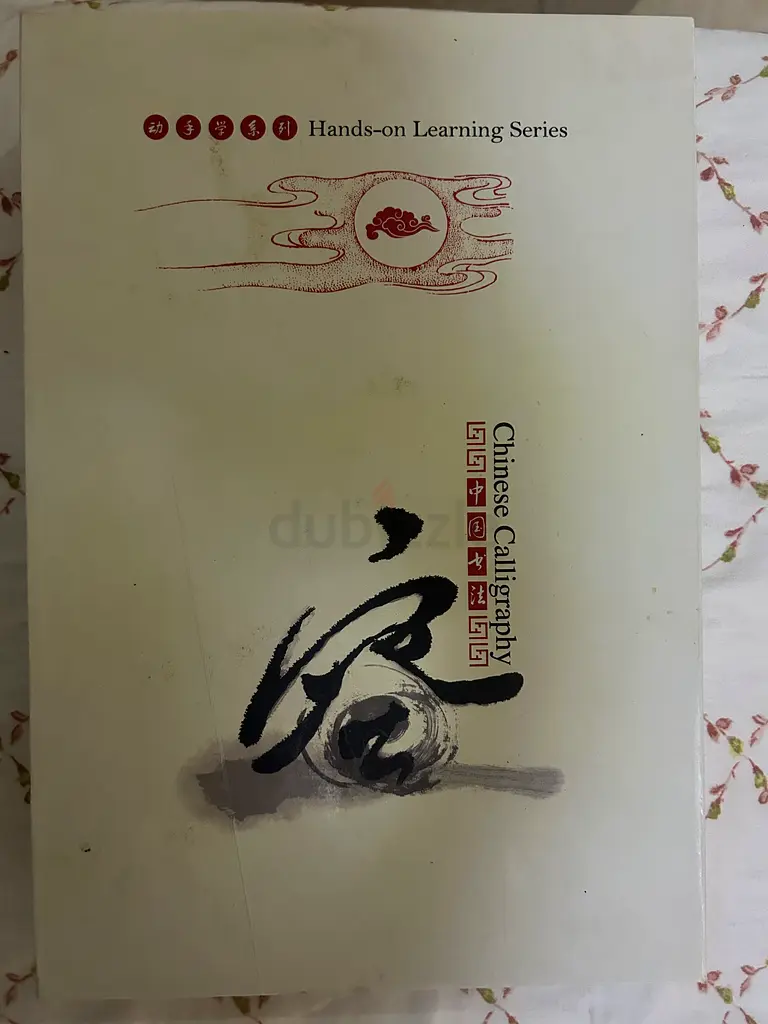 动手学系列 Hands-on Learning Series
Chinese Calligraphy
中国书法